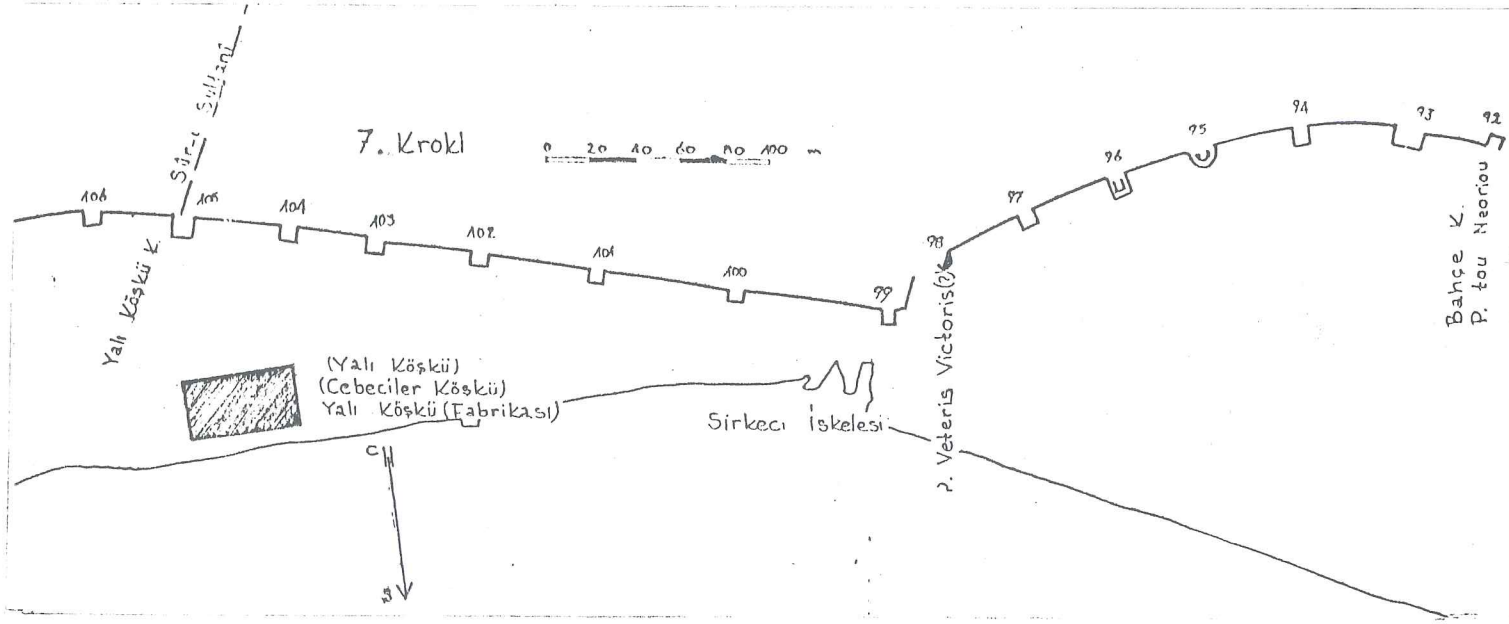 Sûr-ı Sultanî
7. Kroki
0 20 40 60 80 100 m
106
105
104
103
102
101
100
99
98
97
96
95
94
93
92
Yalı Köşkü K.
(Yalı Köşkü)
(Cebeciler Köşkü)
Yalı Köşkü (Fabrikası)
Sirkeci İskelesi
P. Veteris Victoris(?)
Bahçe K.
P. tou Neoriou
C